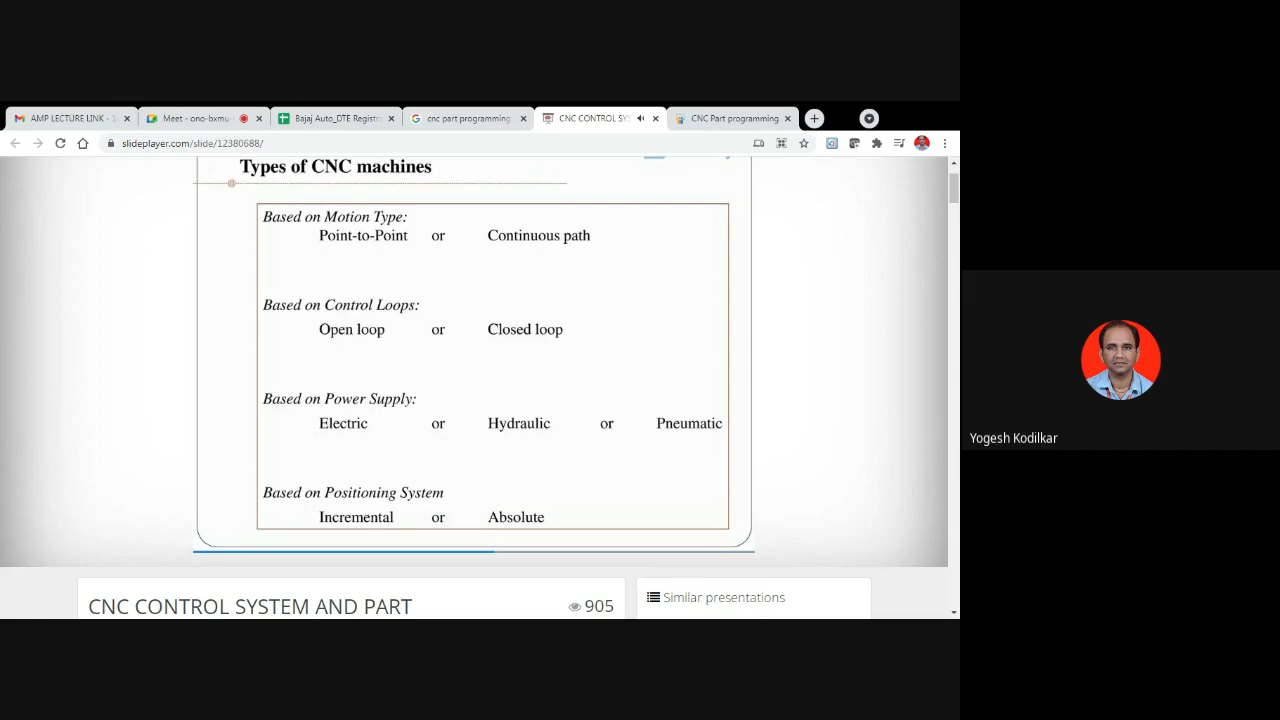 AMP LECTURE LINK -
Meet - ono-bxmu
Bajaj Auto_DTE Registr
cnc part programming
CNC CONTROL SY
CNC Part programming
slideplayer.com/slide/12380688/
Types of CNC machines
Based on Motion Type:
Point-to-Point or Continuous path
Based on Control Loops:
Open loop or Closed loop
Based on Power Supply:
Electric or Hydraulic or Pneumatic
Based on Positioning System
Incremental or Absolute
CNC CONTROL SYSTEM AND PART
905
Similar presentations
Yogesh Kodilkar